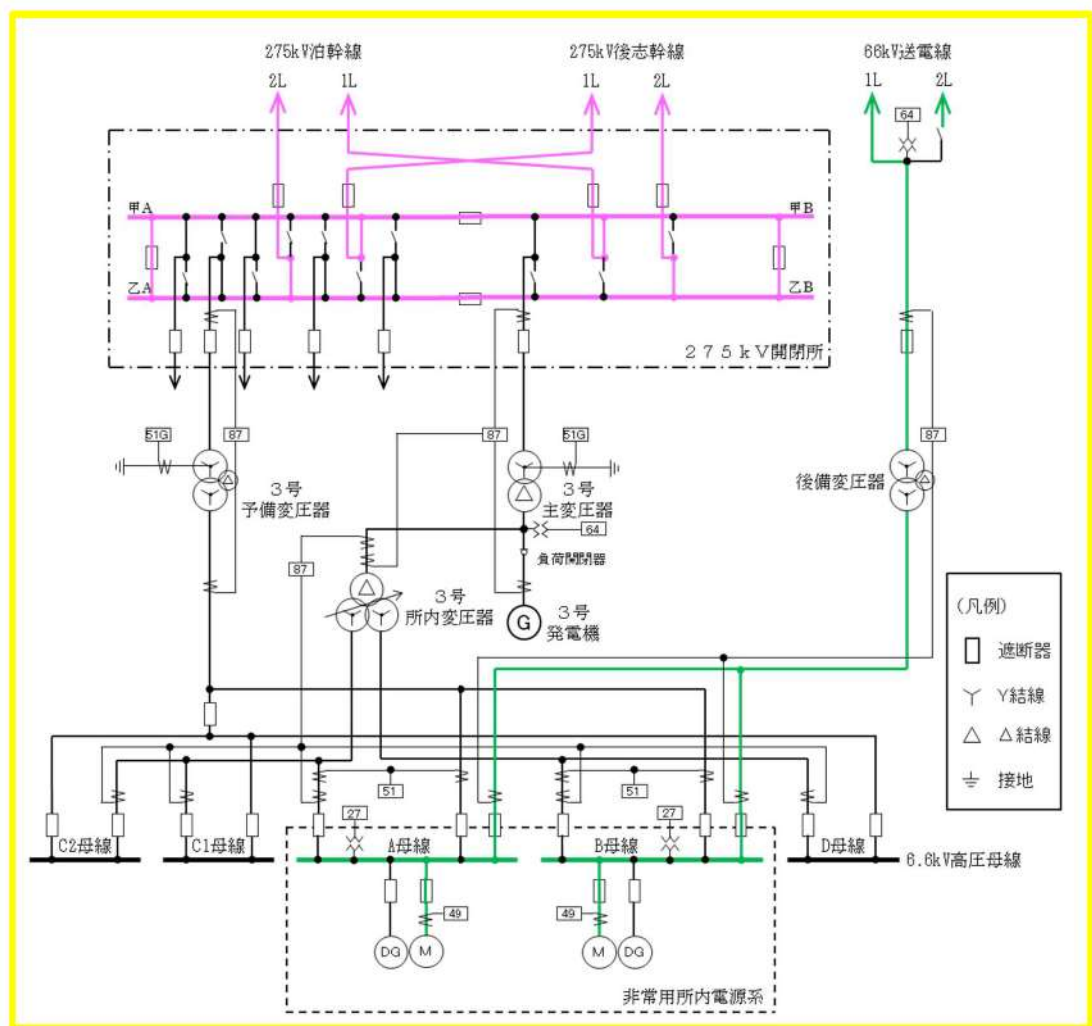 275kV泊幹線 275kV後志幹線 66kV送電線
2L 1L 1L 2L 1L 2L
64
甲A 甲B
乙A 乙B
275kV開閉所
51G 87 87 51G 87
3号
予備変圧器
3号
主変圧器
後備変圧器
64
負荷開閉器
87
3号
所内変圧器
G
3号
発電機
(凡例)
遮断器
Y結線
△結線
接地
51 51
27 27
C2母線 C1母線 A母線 B母線 D母線
6.6kV高圧母線
49 49
DG M M DG
非常用所内電源系